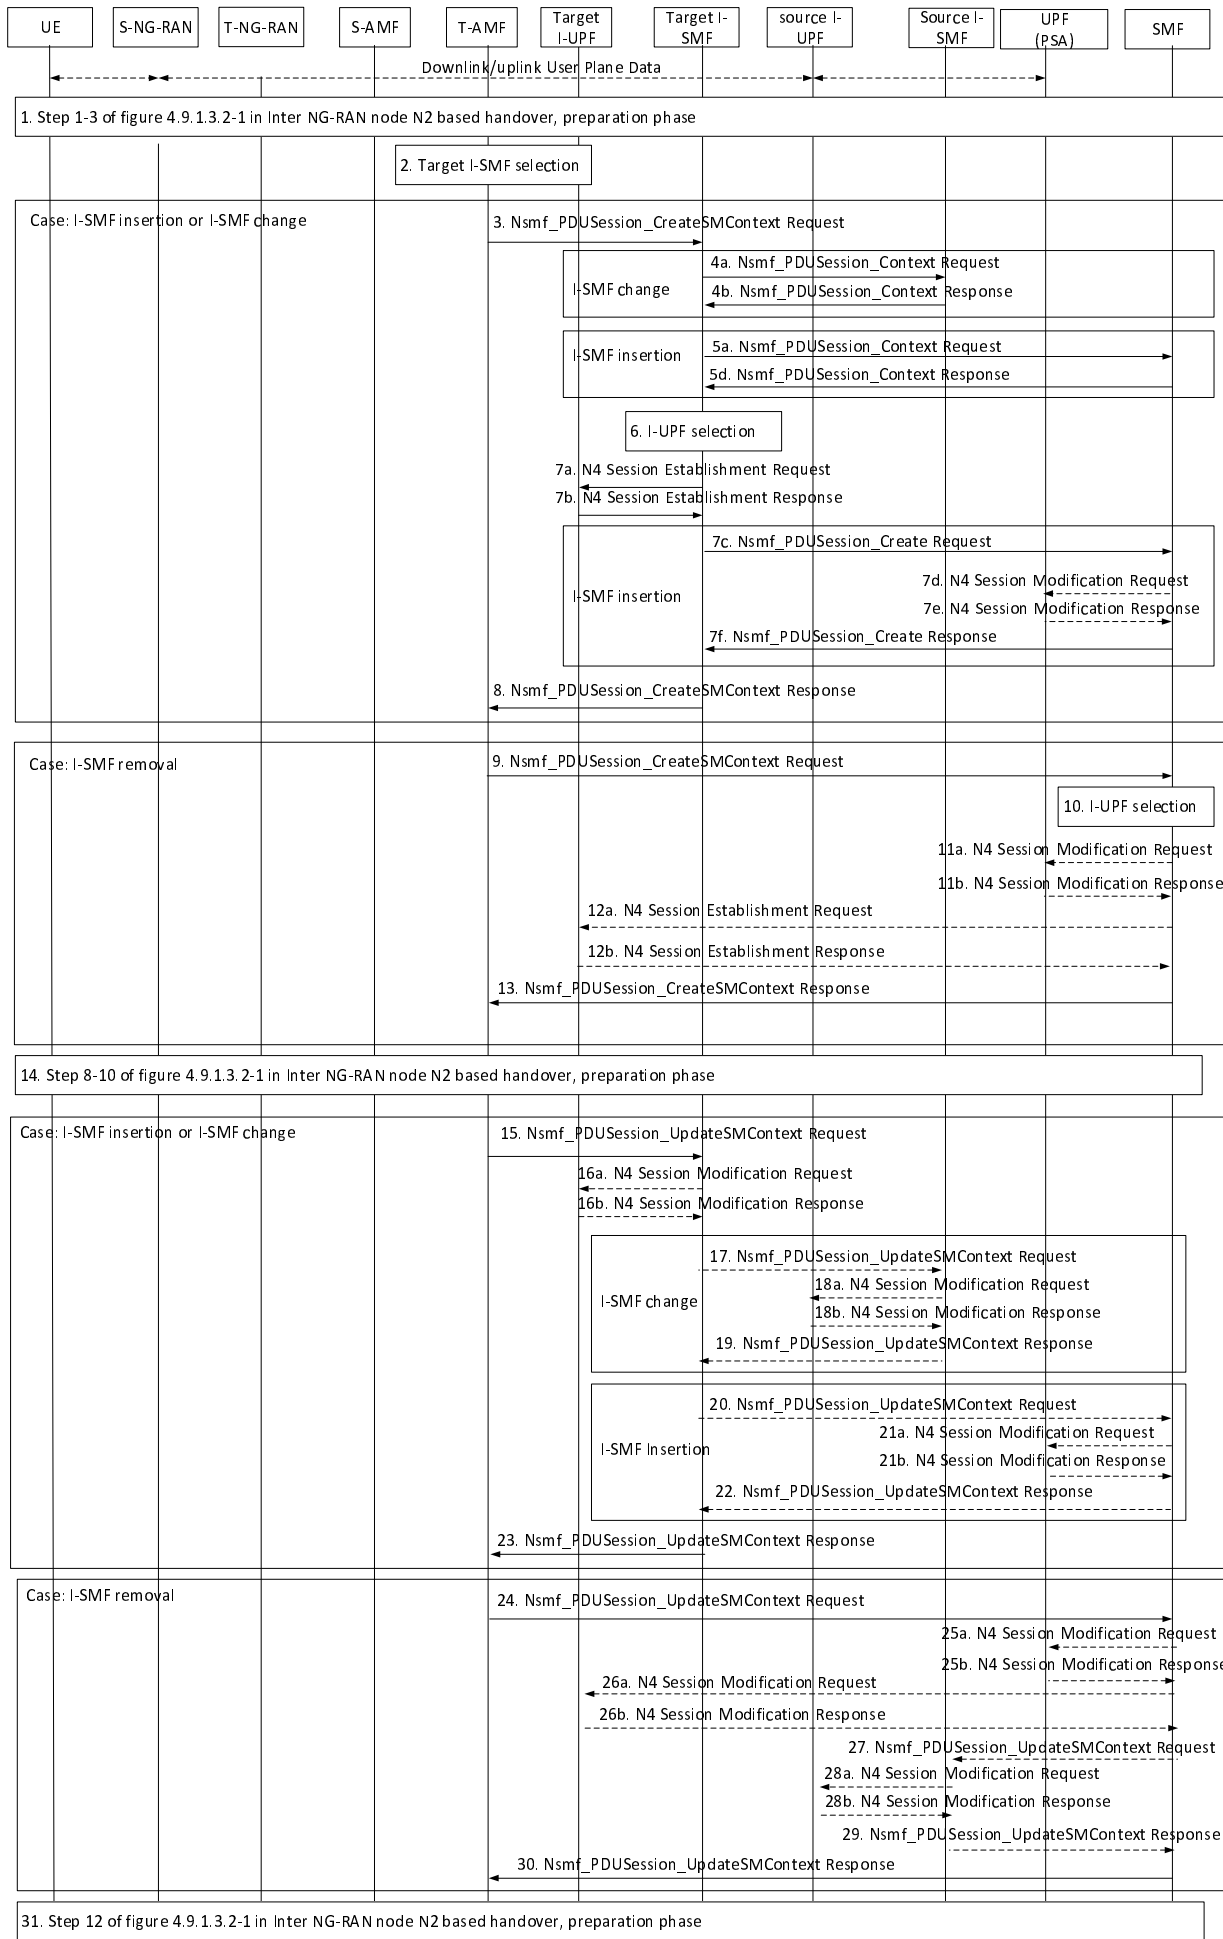 UE
S-NG-RAN
T-NG-RAN
S-AMF
T-AMF
Target
I-UPF
Target I-
SMF
source I-
UPF
Source I-
SMF
UPF
(PSA)
SMF
Downlink/uplink User Plane Data
1. Step 1-3 of figure 4.9.1.3.2-1 in Inter NG-RAN node N2 based handover, preparation phase
2. Target I-SMF selection
Case: I-SMF insertion or I-SMF change
3. Nsmf_PDUSession_CreateSMContext Request
4a. Nsmf_PDUSession_Context Request
I-SMF change
4b. Nsmf_PDUSession_Context Response
5a. Nsmf_PDUSession_Context Request
I-SMF insertion
5d. Nsmf_PDUSession_Context Response
6. I-UPF selection
7a. N4 Session Establishment Request
7b. N4 Session Establishment Response
7c. Nsmf_PDUSession_Create Request
7d. N4 Session Modification Request
I-SMF insertion
7e. N4 Session Modification Response
7f. Nsmf_PDUSession_Create Response
8. Nsmf_PDUSession_CreateSMContext Response
Case: I-SMF removal
9. Nsmf_PDUSession_CreateSMContext Request
10. I-UPF selection
11a. N4 Session Modification Request
11b. N4 Session Modification Response
12a. N4 Session Establishment Request
12b. N4 Session Establishment Response
13. Nsmf_PDUSession_CreateSMContext Response
14. Step 8-10 of figure 4.9.1.3.2-1 in Inter NG-RAN node N2 based handover, preparation phase
Case: I-SMF insertion or I-SMF change
15. Nsmf_PDUSession_UpdateSMContext Request
16a. N4 Session Modification Request
16b. N4 Session Modification Response
17. Nsmf_PDUSession_UpdateSMContext Request
18a. N4 Session Modification Request
I-SMF change
18b. N4 Session Modification Response
19. Nsmf_PDUSession_UpdateSMContext Response
20. Nsmf_PDUSession_UpdateSMContext Request
21a. N4 Session Modification Request
I-SMF Insertion
21b. N4 Session Modification Response
22. Nsmf_PDUSession_UpdateSMContext Response
23. Nsmf_PDUSession_UpdateSMContext Response
Case: I-SMF removal
24. Nsmf_PDUSession_UpdateSMContext Request
25a. N4 Session Modification Request
25b. N4 Session Modification Response
26a. N4 Session Modification Request
26b. N4 Session Modification Response
27. Nsmf_PDUSession_UpdateSMContext Request
28a. N4 Session Modification Request
28b. N4 Session Modification Response
29. Nsmf_PDUSession_UpdateSMContext Response
30. Nsmf_PDUSession_UpdateSMContext Response
31. Step 12 of figure 4.9.1.3.2-1 in Inter NG-RAN node N2 based handover, preparation phase